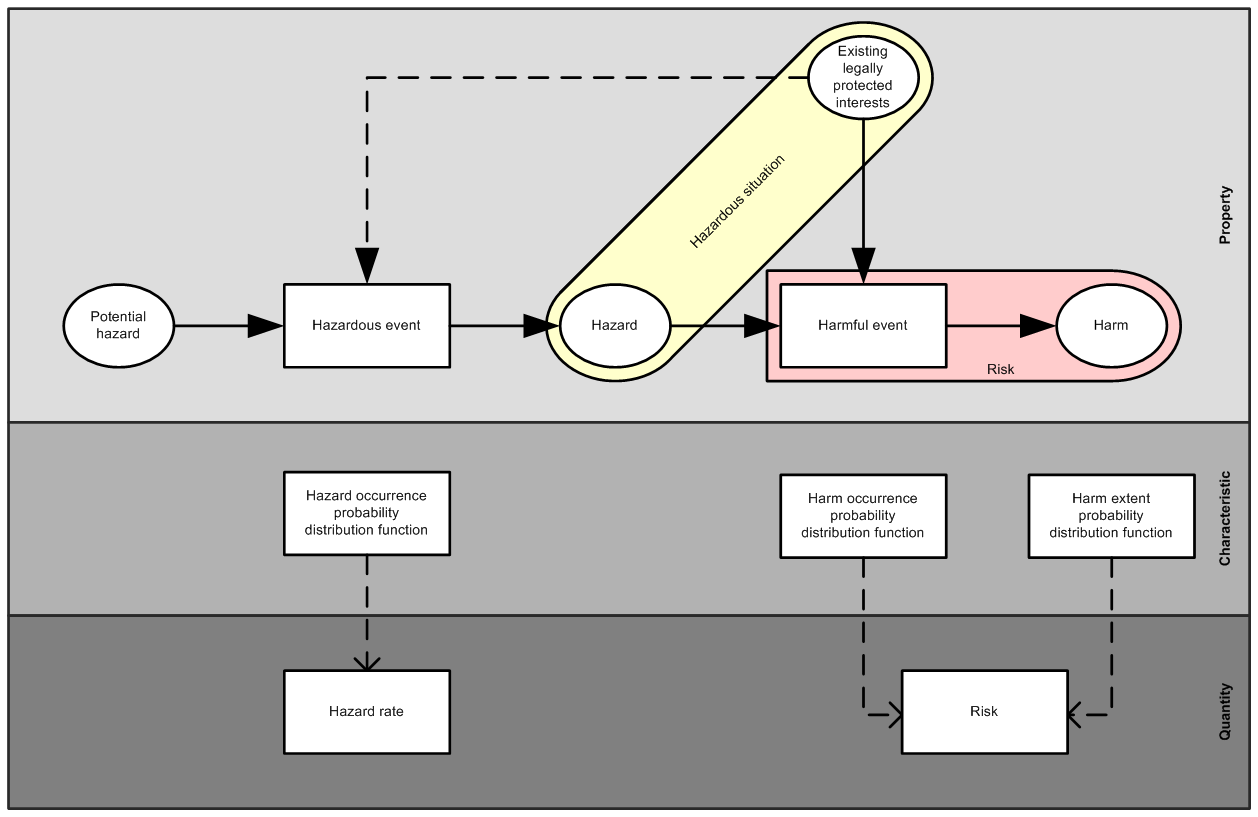 Existing
legally
protected
interests
Hazardous situation
Property
Potential
hazard
Hazardous event
Hazard
Harmful event
Harm
Risk
Hazard occurrence
probability
distribution function
Harm occurrence
probability
distribution function
Harm extent
probability
distribution function
Characteristic
Hazard rate
Risk
Quantity